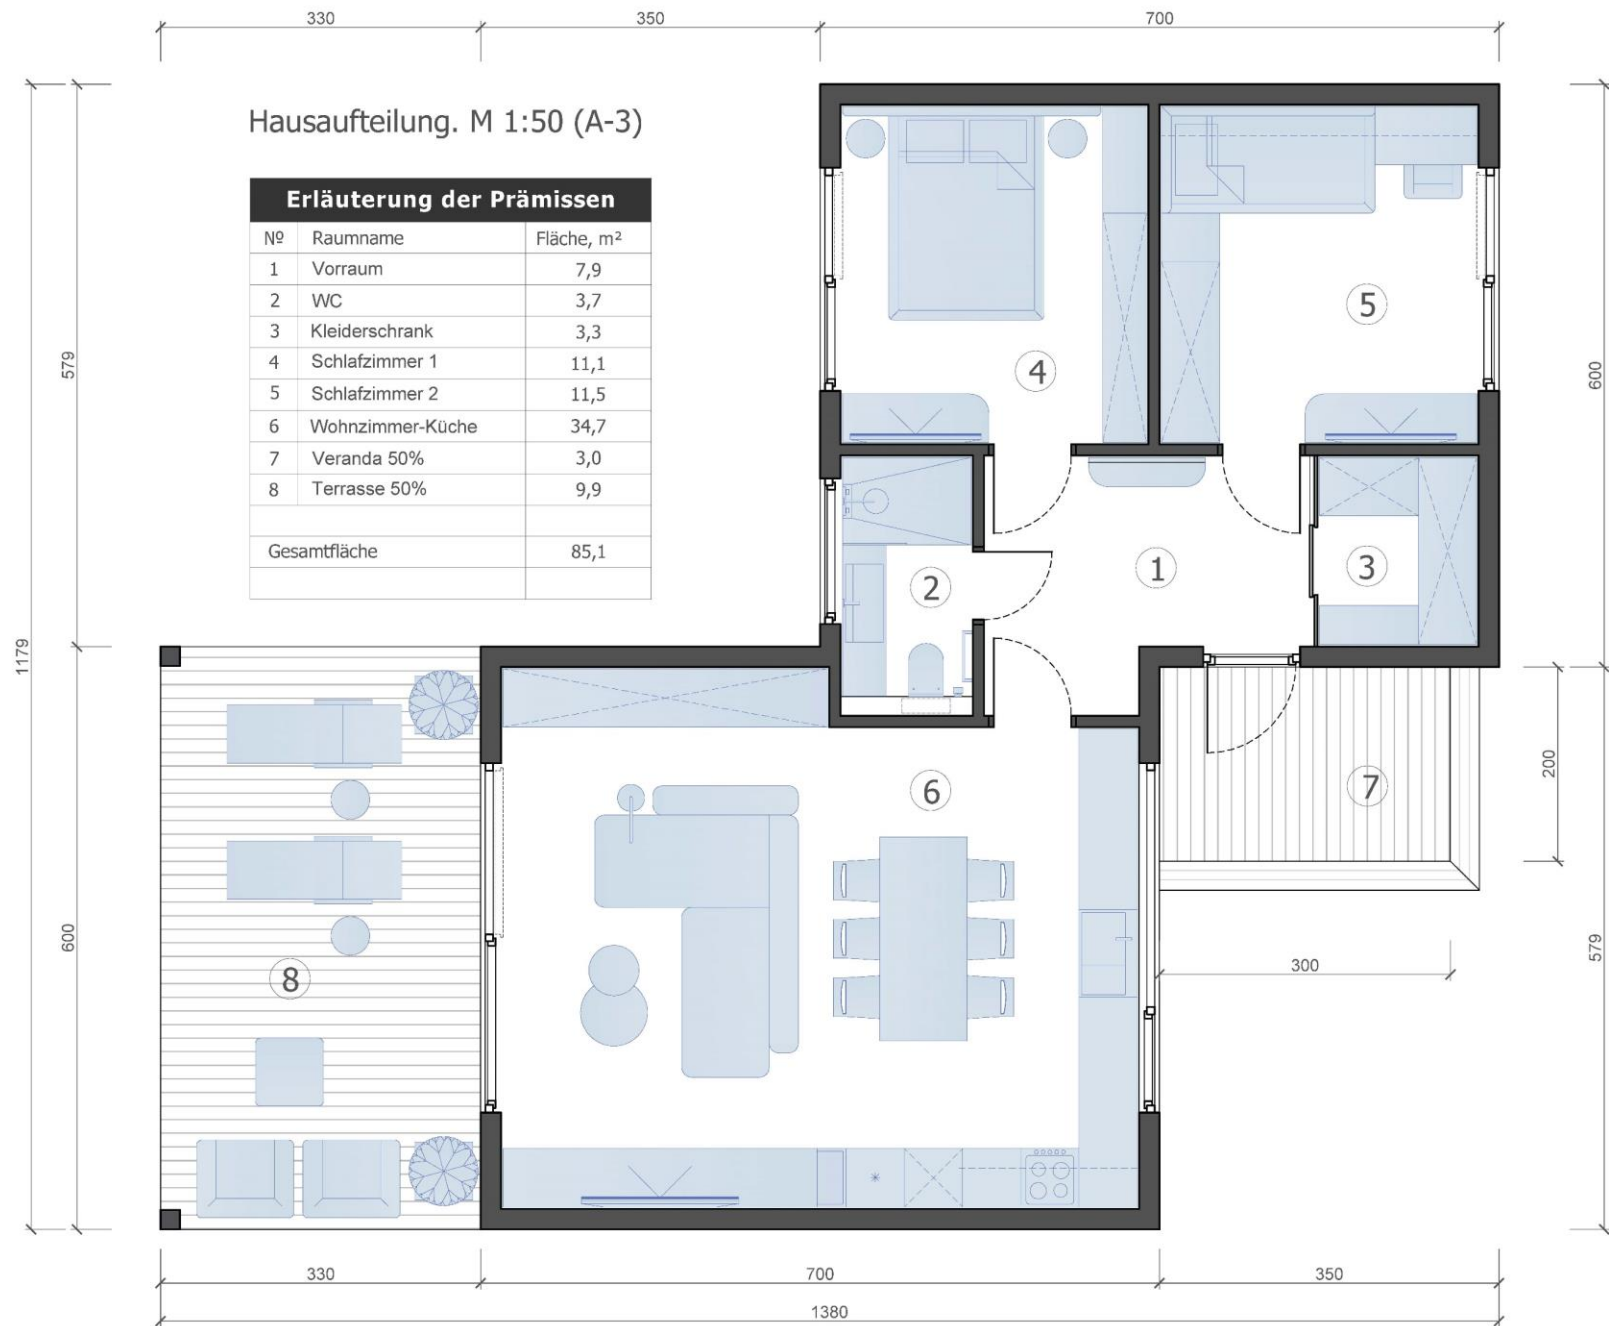 330 350 700
Hausaufteilung. M 1:50 (A-3)
Erläuterung der Prämissen
Nº Raumname Fläche, m²
1 Vorraum 7,9
2 WC 3,7
3 Kleiderschrank 3,3
4 Schlafzimmer 1 11,1
5 Schlafzimmer 2 11,5
6 Wohnzimmer-Küche 34,7
7 Veranda 50% 3,0
8 Terrasse 50% 9,9
Gesamtfläche 85,1
5
4
579
600
1
3
2
1179
200
7
6
600
579
300
8
330 700 350
1380